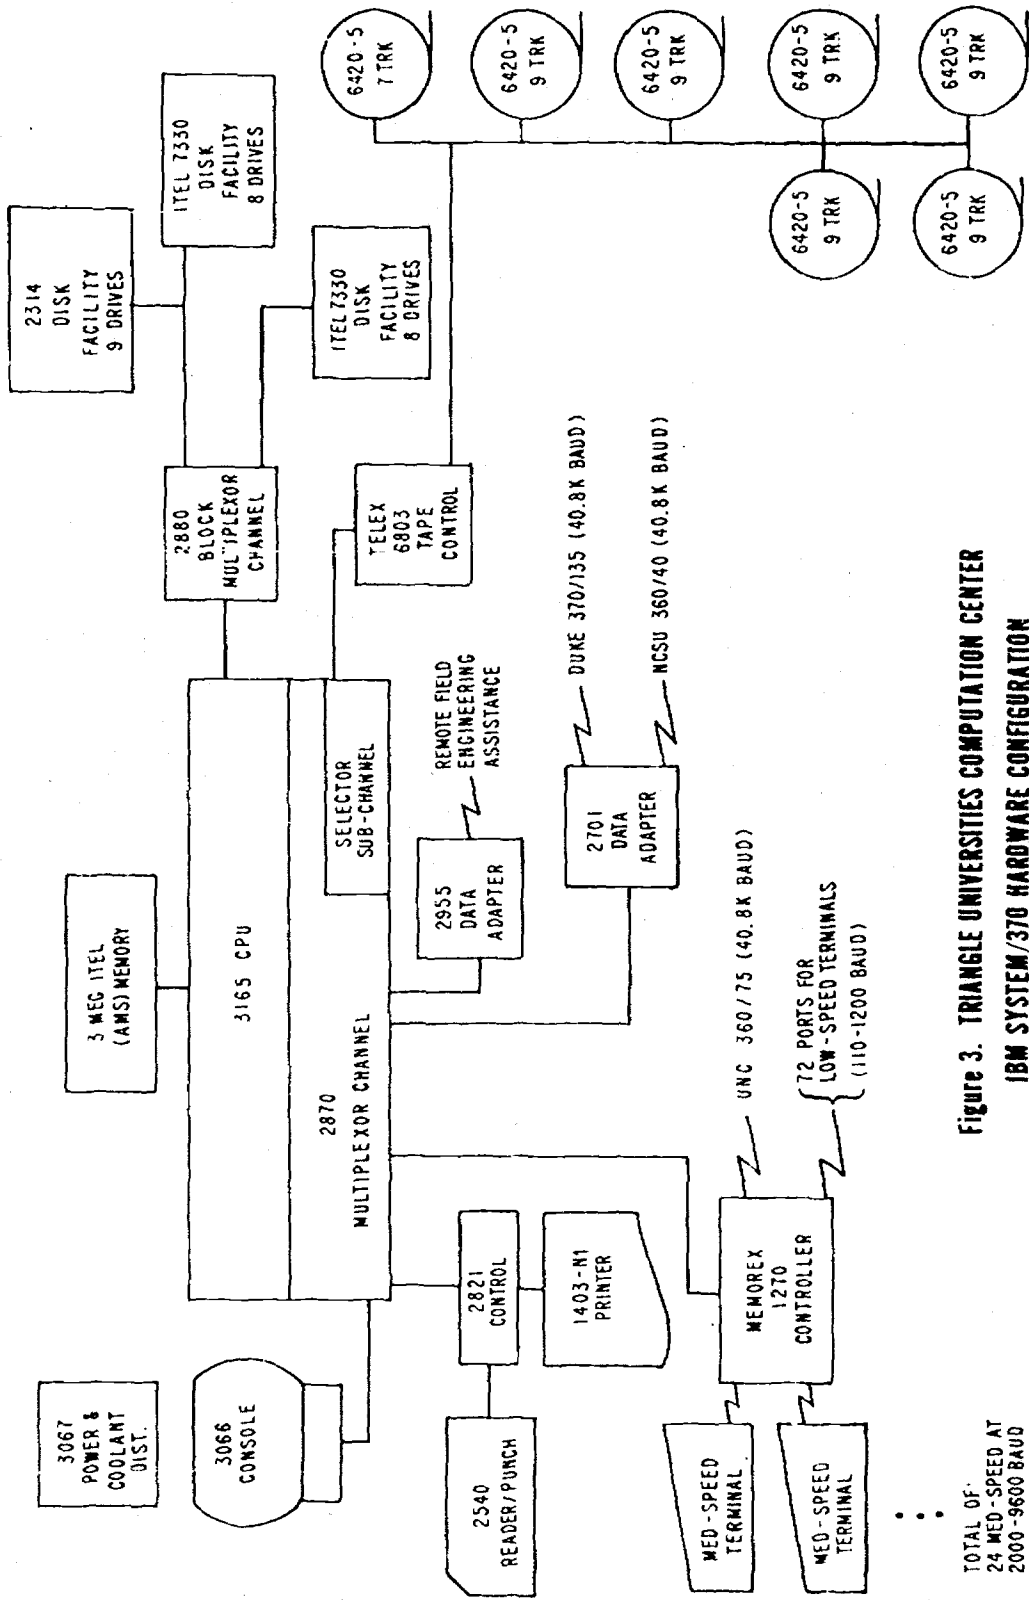 3067
POWER &
COOLANT
DIST.
3066
CONSOLE
3 MEG ITEL
(AMS) MEMORY
3165 CPU
2870
MULTIPLEXOR CHANNEL
SELECTOR
SUB-CHANNEL
2880
BLOCK
MULTIPLEXOR
CHANNEL
2314
DISK
FACILITY
9 DRIVES
ITEL 7330
DISK
FACILITY
8 DRIVES
ITEL 7330
DISK
FACILITY
8 DRIVES
TELEX
6803
TAPE
CONTROL
6420-5
7 TRK
6420-5
9 TRK
6420-5
9 TRK
6420-5
9 TRK
6420-5
9 TRK
6420-5
9 TRK
6420-5
9 TRK
2955
DATA
ADAPTER
REMOTE FIELD
ENGINEERING
ASSISTANCE
2701
DATA
ADAPTER
DUKE 370/135 (40.8K BAUD)
NCSU 360/40 (40.8K BAUD)
2821
CONTROL
2540
READER/PUNCH
1403-N1
PRINTER
MEMOREX
1270
CONTROLLER
UNC 360/75 (40.8K BAUD)
72 PORTS FOR
LOW-SPEED TERMINALS
(110-1200 BAUD)
MED-SPEED
TERMINAL
MED-SPEED
TERMINAL
TOTAL OF:
24 MED-SPEED AT
2000-9600 BAUD
Figure 3. TRIANGLE UNIVERSITIES COMPUTATION CENTER
IBM SYSTEM/370 HARDWARE CONFIGURATION